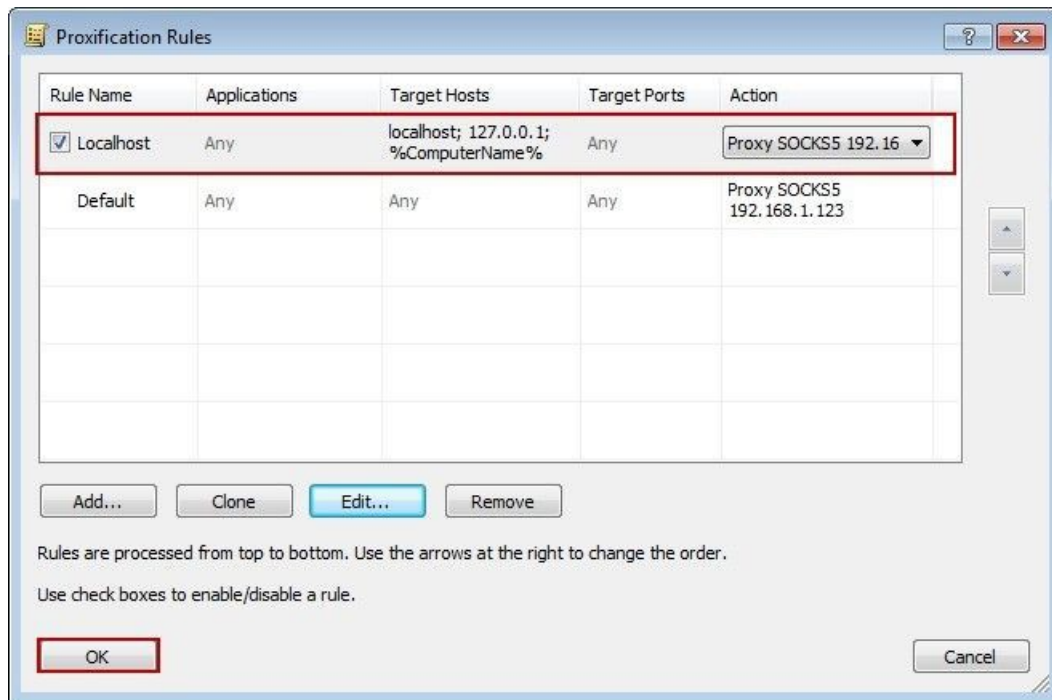 Proxification Rules
Rule Name Applications Target Hosts Target Ports Action
Localhost Any localhost; 127.0.0.1; %ComputerName% Any Proxy SOCKS5 192.16
Default Any Any Any Proxy SOCKS5 192.168.1.123
Add... Clone Edit... Remove
Rules are processed from top to bottom. Use the arrows at the right to change the order.
Use check boxes to enable/disable a rule.
OK Cancel